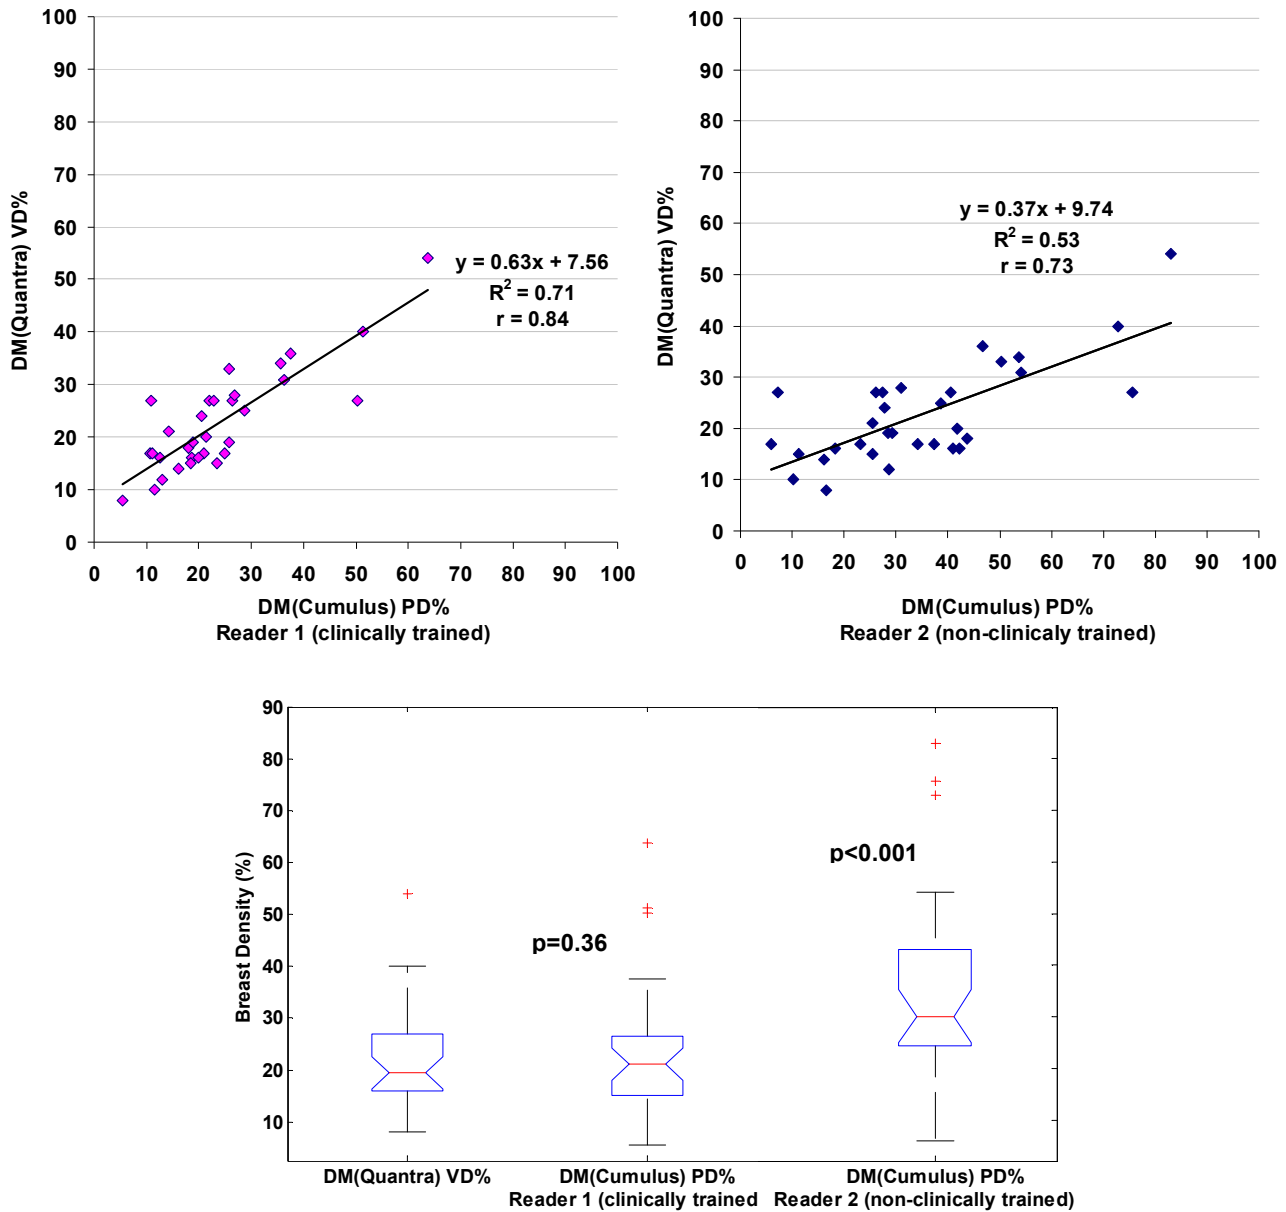 100
90
80
70
60
50
40
30
20
10
0
DM(Quantra) VD%
y = 0.63x + 7.56
R² = 0.71
r = 0.84
0 10 20 30 40 50 60 70 80 90 100
DM(Cumulus) PD%
Reader 1 (clinically trained)
100
90
80
70
60
50
40
30
20
10
0
DM(Quantra) VD%
y = 0.37x + 9.74
R² = 0.53
r = 0.73
0 10 20 30 40 50 60 70 80 90 100
DM(Cumulus) PD%
Reader 2 (non-clinicaly trained)
90
80
70
60
50
40
30
20
10
Breast Density (%)
p=0.36
p<0.001
DM(Quantra) VD%
DM(Cumulus) PD%
Reader 1 (clinically trained
DM(Cumulus) PD%
Reader 2 (non-clinically trained)